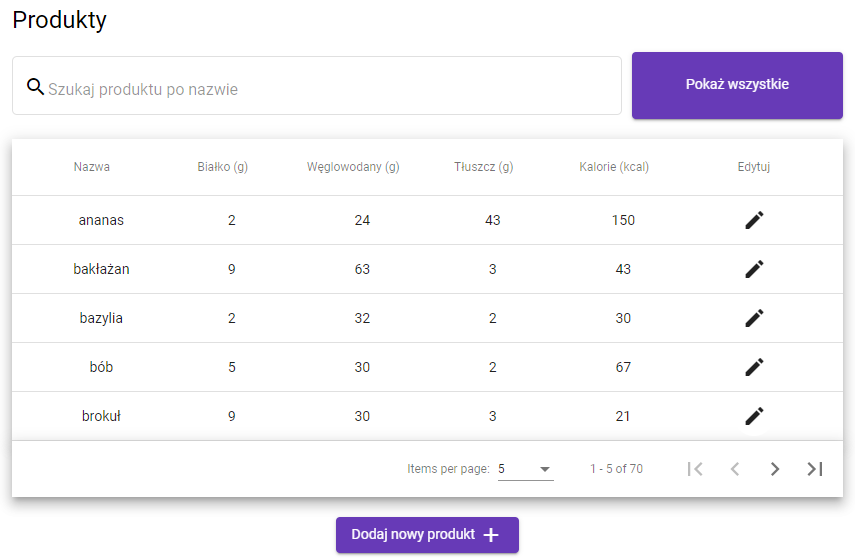 Produkty
Szukaj produktu po nazwie
Pokaż wszystkie
Nazwa Białko (g) Węglowodany (g) Tłuszcz (g) Kalorie (kcal) Edytuj
ananas 2 24 43 150
bakłażan 9 63 3 43
bazylia 2 32 2 30
bób 5 30 2 67
brokuł 9 30 3 21
Items per page: 5 1 - 5 of 70
Dodaj nowy produkt